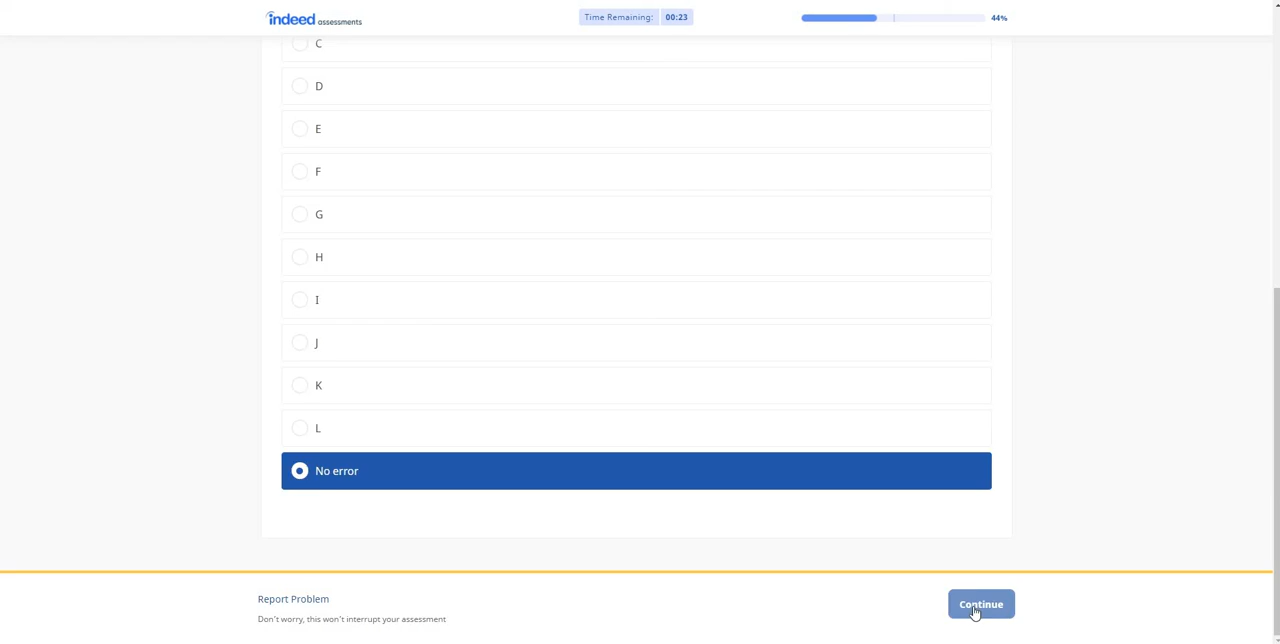 indeed assessments
Time Remaining: 00:23
44%
C
D
E
F
G
H
I
J
K
L
No error
Report Problem
Continue
Don't worry, this won't interrupt your assessment